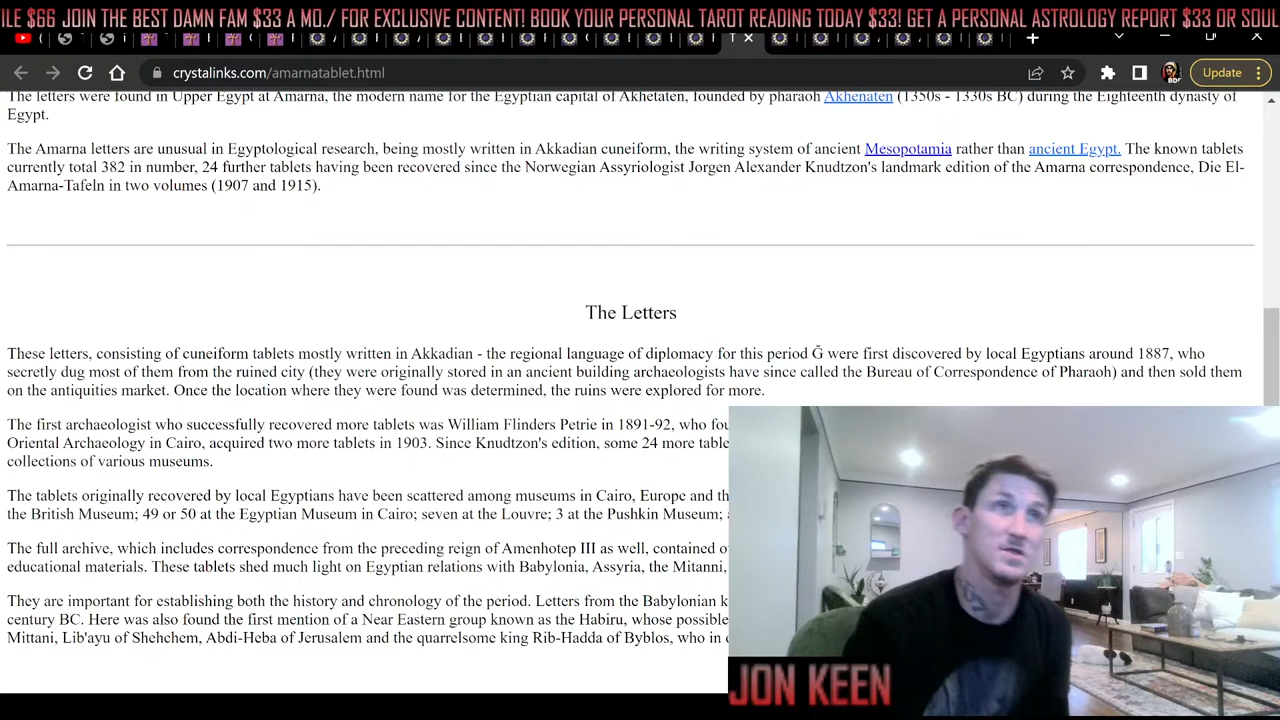 ILE $66 JOIN THE BEST DAMN FAM $33 A MO./ FOR EXCLUSIVE CONTENT! BOOK YOUR PERSONAL TAROT READING TODAY $33! GET A PERSONAL ASTROLOGY REPORT $33 OR SOUL
crystalinks.com/amarnatablet.html
Update
The letters were found in Upper Egypt at Amarna, the modern name for the Egyptian capital of Akhetaten, founded by pharaoh Akhenaten (1350s - 1330s BC) during the Eighteenth dynasty of
Egypt.
The Amarna letters are unusual in Egyptological research, being mostly written in Akkadian cuneiform, the writing system of ancient Mesopotamia rather than ancient Egypt. The known tablets
currently total 382 in number, 24 further tablets having been recovered since the Norwegian Assyriologist Jorgen Alexander Knudtzon's landmark edition of the Amarna correspondence, Die El-
Amarna-Tafeln in two volumes (1907 and 1915).
The Letters
These letters, consisting of cuneiform tablets mostly written in Akkadian - the regional language of diplomacy for this period Ğ were first discovered by local Egyptians around 1887, who
secretly dug most of them from the ruined city (they were originally stored in an ancient building archaeologists have since called the Bureau of Correspondence of Pharaoh) and then sold them
on the antiquities market. Once the location where they were found was determined, the ruins were explored for more.
The first archaeologist who successfully recovered more tablets was William Flinders Petrie in 1891-92, who fou
Oriental Archaeology in Cairo, acquired two more tablets in 1903. Since Knudtzon's edition, some 24 more table
collections of various museums.
The tablets originally recovered by local Egyptians have been scattered among museums in Cairo, Europe and th
the British Museum; 49 or 50 at the Egyptian Museum in Cairo; seven at the Louvre; 3 at the Pushkin Museum;
The full archive, which includes correspondence from the preceding reign of Amenhotep III as well, contained o
educational materials. These tablets shed much light on Egyptian relations with Babylonia, Assyria, the Mitanni,
They are important for establishing both the history and chronology of the period. Letters from the Babylonian k
century BC. Here was also found the first mention of a Near Eastern group known as the Habiru, whose possible
Mittani, Lib'ayu of Shehchem, Abdi-Heba of Jerusalem and the quarrelsome king Rib-Hadda of Byblos, who in
JON KEEN